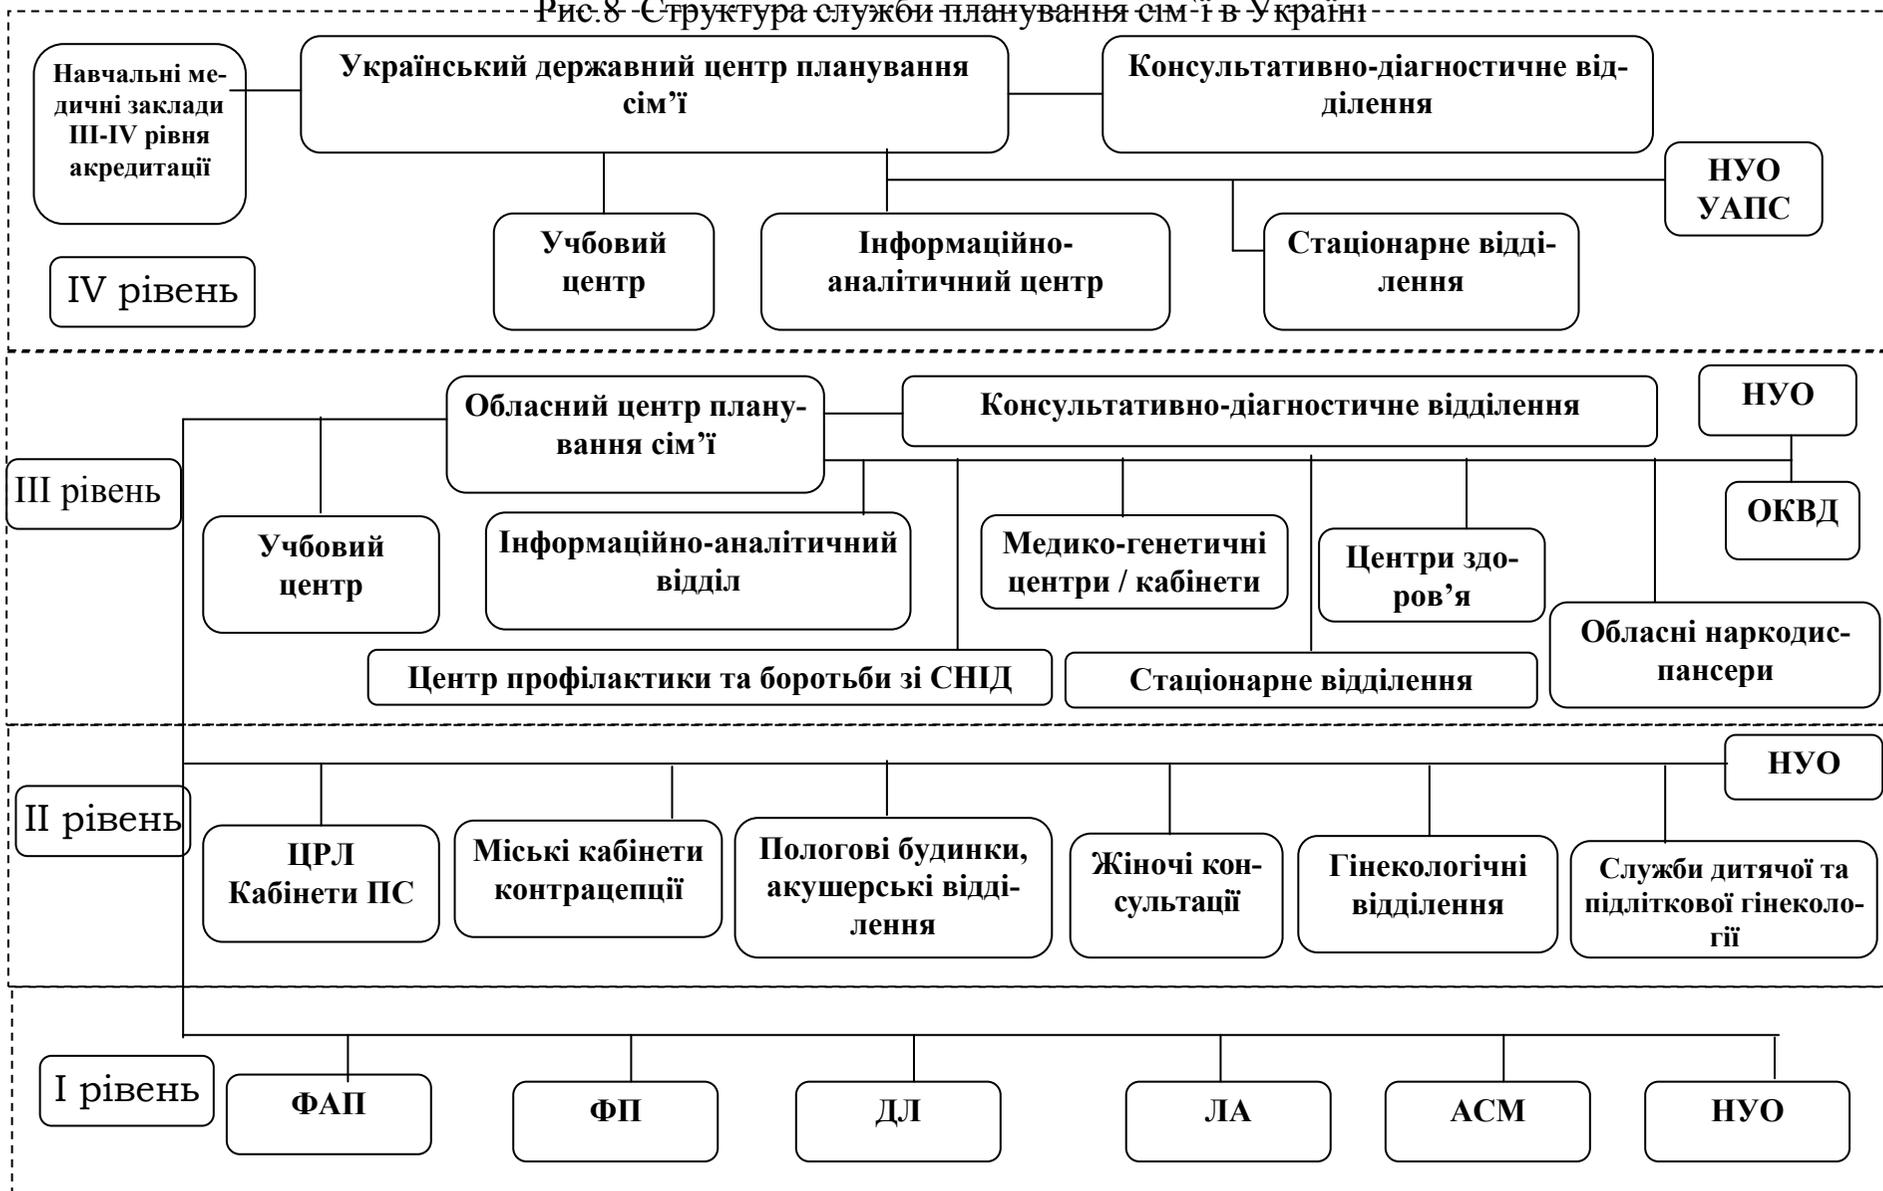 Рис.8 Структура служби планування сім’ї в Україні
Навчальні ме-
дичні заклади
III-IV рівня
акредитації
Український державний центр планування
сім’ї
Консультативно-діагностичне від-
ділення
НУО
УАПС
Учбовий
центр
Інформаційно-
аналітичний центр
Стаціонарне відді-
лення
IV рівень
Обласний центр плану-
вання сім’ї
Консультативно-діагностичне відділення
НУО
III рівень
ОКВД
Учбовий
центр
Інформаційно-аналітичний
відділ
Медико-генетичні
центри / кабінети
Центри здо-
ров’я
Обласні наркодис-
пансери
Центр профілактики та боротьби зі СНІД
Стаціонарне відділення
НУО
II рівень
ЦРЛ
Кабінети ПС
Міські кабінети
контрацепції
Пологові будинки,
акушерські відді-
лення
Жіночі кон-
сультації
Гінекологічні
відділення
Служби дитячої та
підліткової гінеколо-
гії
I рівень
ФАП
ФП
ДЛ
ЛА
АСМ
НУО